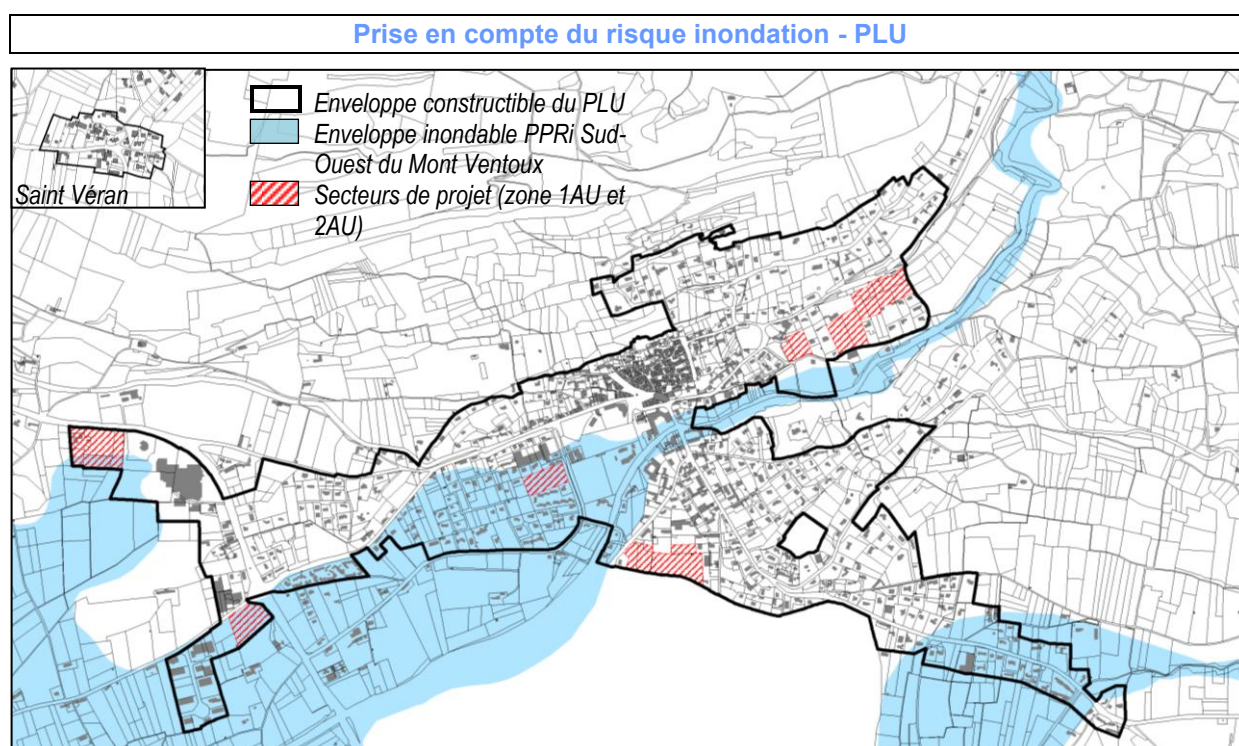 Prise en compte du risque inondation - PLU
Enveloppe constructible du PLU
Enveloppe inondable PPRi Sud-
Ouest du Mont Ventoux
Secteurs de projet (zone 1AU et
2AU)
Saint Véran